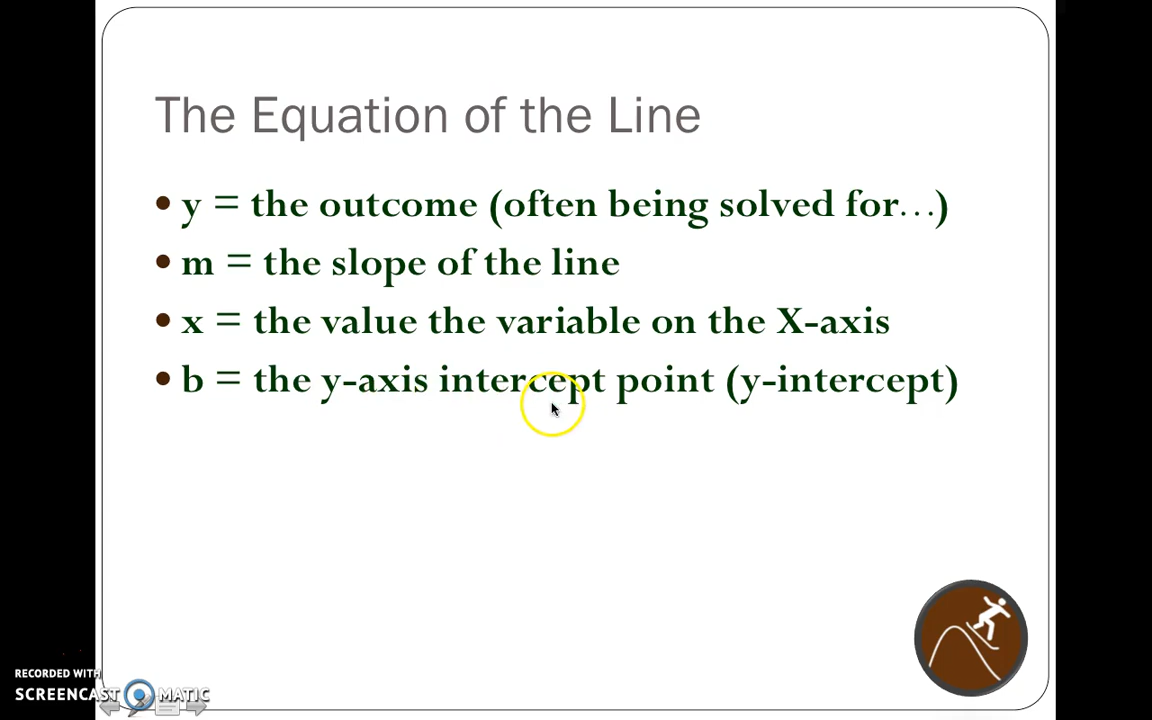 The Equation of the Line
• y = the outcome (often being solved for…)
• m = the slope of the line
• x = the value the variable on the X-axis
• b = the y-axis intercept point (y-intercept)
RECORDED WITH
SCREENCAST MATIC